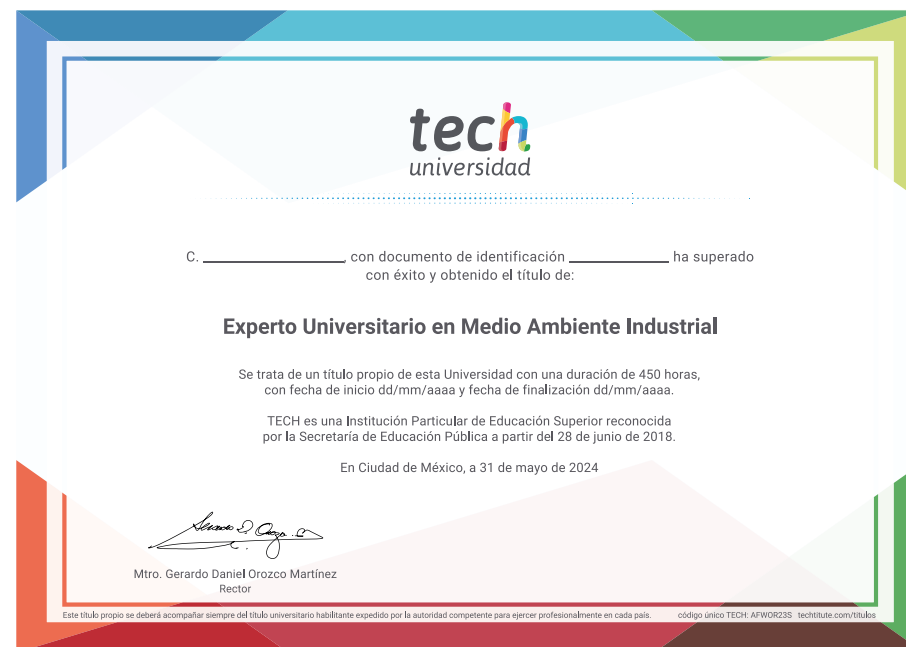 tech
universidad
C. ____________, con documento de identificación ____________ ha superado
con éxito y obtenido el título de:
Experto Universitario en Medio Ambiente Industrial
Se trata de un título propio de esta Universidad con una duración de 450 horas,
con fecha de inicio dd/mm/aaaa y fecha de finalización dd/mm/aaaa.
TECH es una Institución Particular de Educación Superior reconocida
por la Secretaría de Educación Pública a partir del 28 de junio de 2018.
En Ciudad de México, a 31 de mayo de 2024
Mtro. Gerardo Daniel Orozco Martínez
Rector
Este título propio se deberá acompañar siempre del título universitario habilitante expedido por la autoridad competente para ejercer profesionalmente en cada país. código único TECH: AFWOR23S techtitute.com/titulos